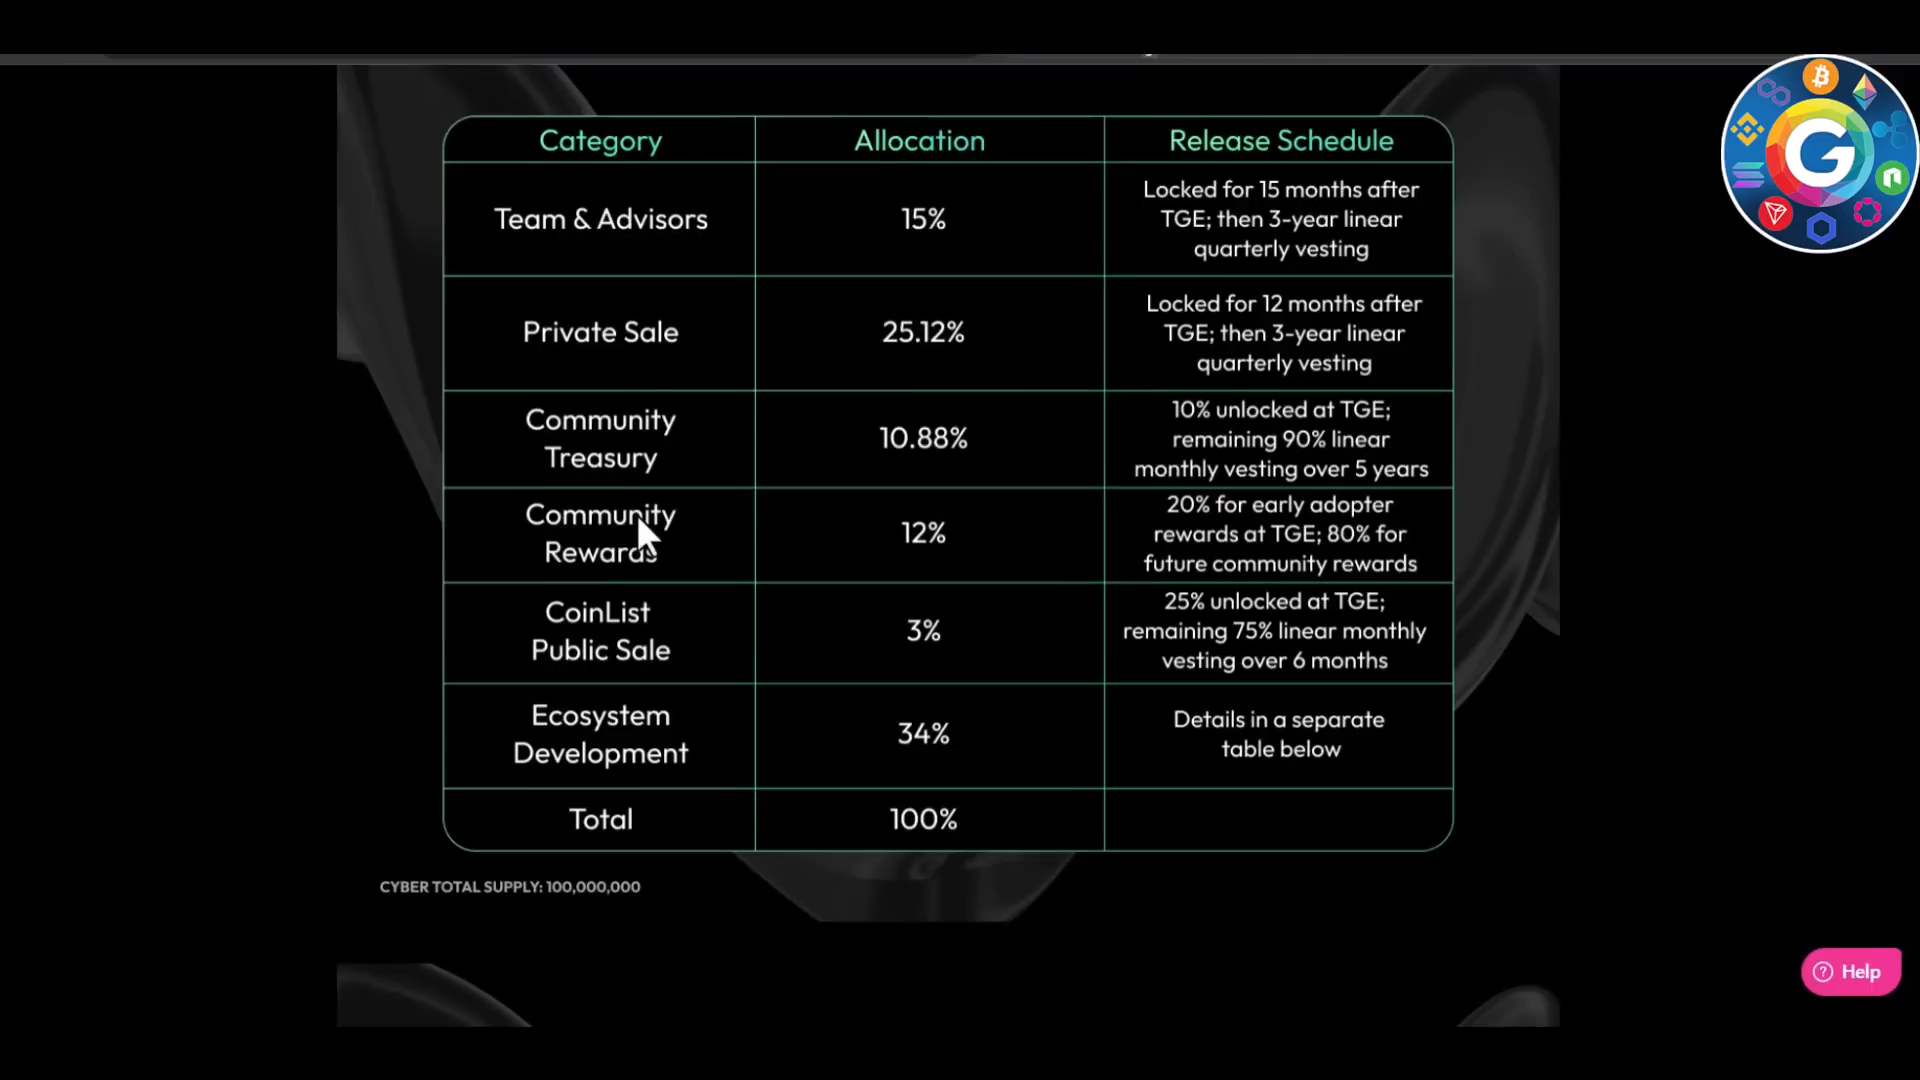 Category
Allocation
Release Schedule
Team & Advisors
15%
Locked for 15 months after
TGE; then 3-year linear
quarterly vesting
Private Sale
25.12%
Locked for 12 months after
TGE; then 3-year linear
quarterly vesting
Community
Treasury
10.88%
10% unlocked at TGE;
remaining 90% linear
monthly vesting over 5 years
Community
Rewards
12%
20% for early adopter
rewards at TGE; 80% for
future community rewards
CoinList
Public Sale
3%
25% unlocked at TGE;
remaining 75% linear monthly
vesting over 6 months
Ecosystem
Development
34%
Details in a separate
table below
Total
100%
CYBER TOTAL SUPPLY: 100,000,000
G
? Help